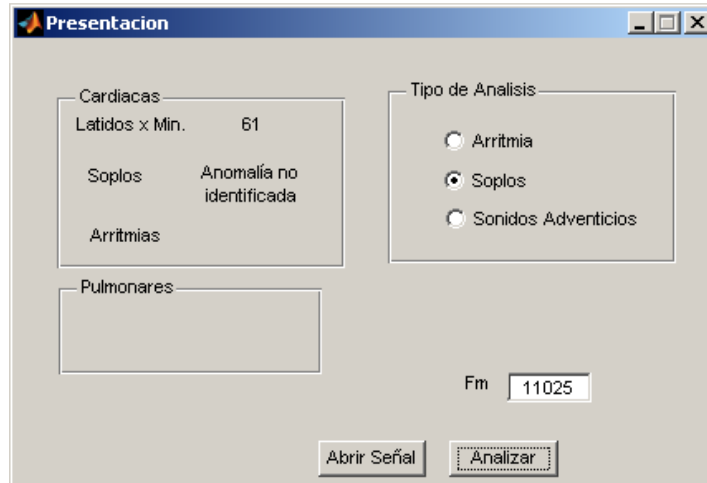 Presentacion
Cardiacas
Latidos x Min. 61
Soplos Anomalía no
identificada
Arritmias
Tipo de Analisis
Arritmia
Soplos
Sonidos Adventicios
Pulmonares
Fm 11025
Abrir Señal Analizar